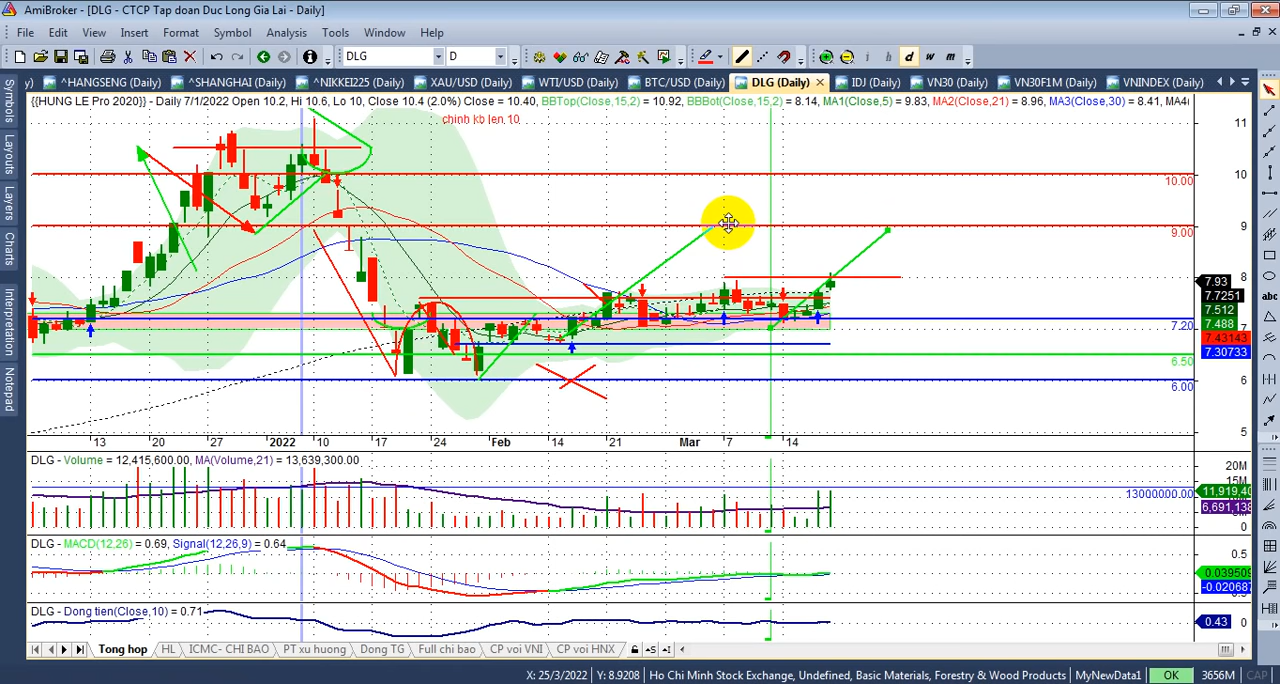 AmiBroker - [DLG - CTCP Tap doan Duc Long Gia Lai - Daily]
File Edit View Insert Format Symbol Analysis Tools Window Help
DLG D i h d w m
y) ^HANGSENG (Daily) ^SHANGHAI (Daily) ^NIKKEI225 (Daily) XAU/USD (Daily) WTI/USD (Daily) BTC/USD (Daily) DLG (Daily) IDJ (Daily) VN30 (Daily) VN30F1M (Daily) VNINDEX (Daily)
Symbols
Layouts
Layers
Charts
Interpretation
Notepad
{{HUNG LE Pro 2020}} - Daily 7/1/2022 Open 10.2, Hi 10.6, Lo 10, Close 10.4 (2.0%) Close = 10.40, BBTop(Close,15,2) = 10.92, BBBot(Close,15,2) = 8.14, MA1(Close,5) = 9.83, MA2(Close,21) = 8.96, MA3(Close,30) = 8.41, MA4(
chinh kb len 10
11
10
10.00
9
9.00
8
7.93
7.7251
7.512
7.488
7.43143
7.30733
7.20
7
6.50
6
6.00
5
13 20 27 2022 10 17 24 Feb 14 21 Mar 7 14
DLG - Volume = 12,415,600.00, MA(Volume,21) = 13,639,300.00
20M
15M
13000000.00
11,919,40
6,691,138
0
DLG - MACD(12,26) = 0.69, Signal(12,26,9) = 0.64
0.5
0.039509
-0.020687
DLG - Dong tien(Close,10) = 0.71
0.43 0
Tong hop HL ICMC- CHI BAO PT xu huong Dong TG Full chi bao CP voi VNI CP voi HNX
X: 25/3/2022 Y: 8.9208 Ho Chi Minh Stock Exchange, Undefined, Basic Materials, Forestry & Wood Products MyNewData1 OK 3656M CAP
abc